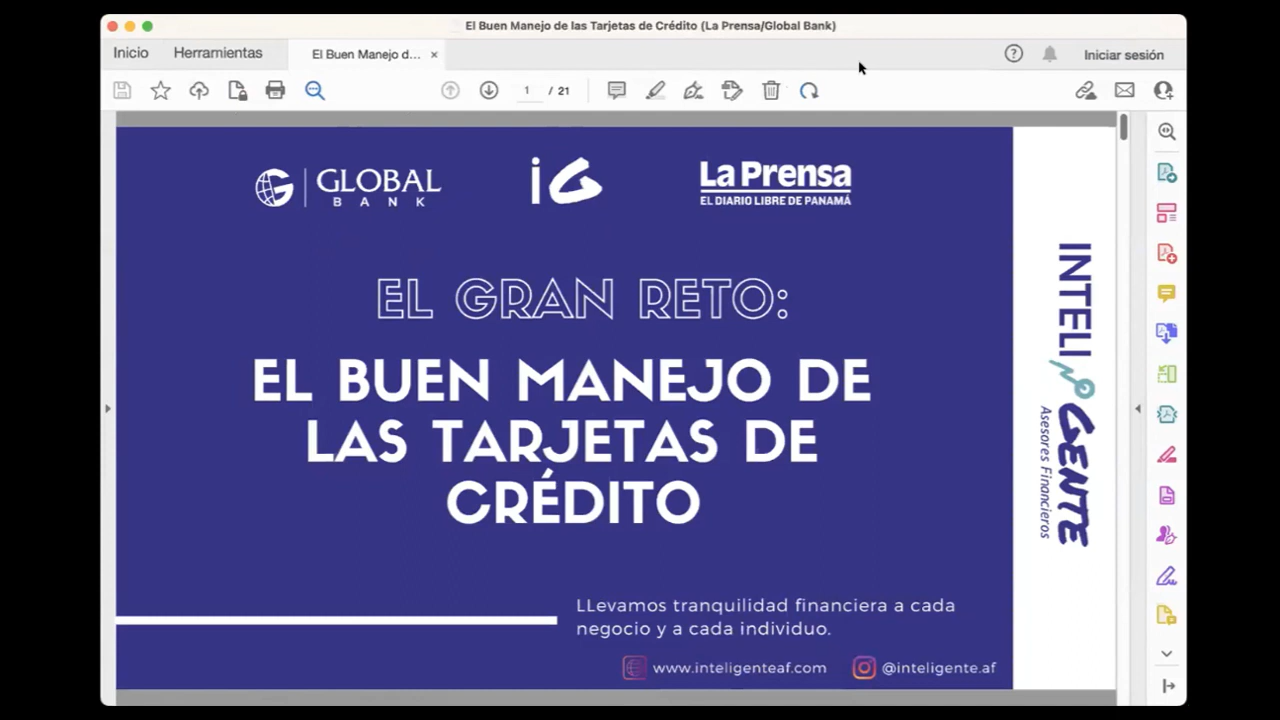 El Buen Manejo de las Tarjetas de Crédito (La Prensa/Global Bank)
Inicio
Herramientas
El Buen Manejo d...
Iniciar sesión
1 / 21
GLOBAL
BANK
iG
La Prensa
EL DIARIO LIBRE DE PANAMÁ
EL GRAN RETO:
EL BUEN MANEJO DE
LAS TARJETAS DE
CRÉDITO
LLevamos tranquilidad financiera a cada
negocio y a cada individuo.
www.inteligenteaf.com
@inteligente.af
INTELIGENTE
Asesores Financieros